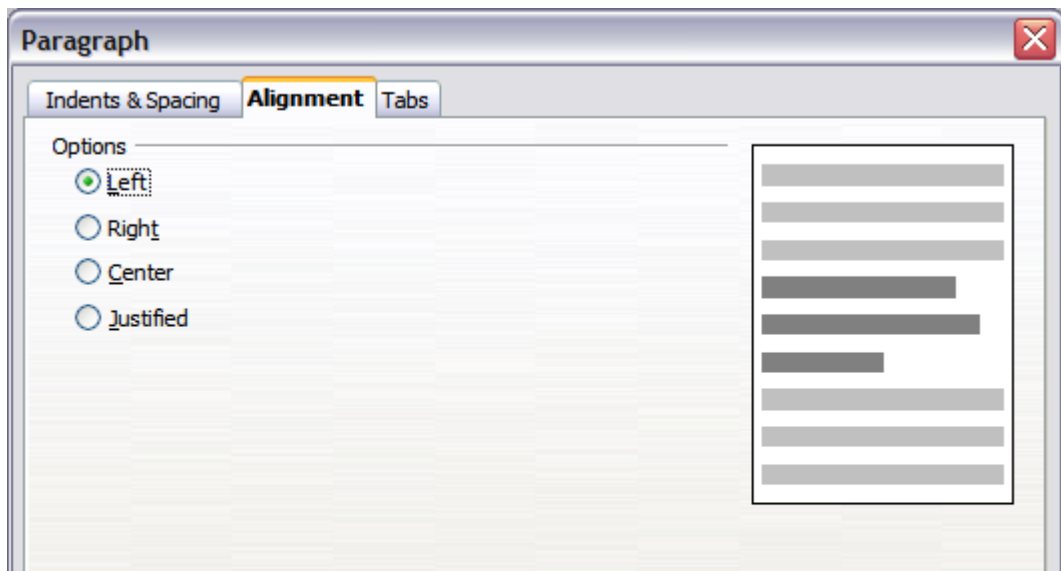 Paragraph
Indents & Spacing Alignment Tabs
Options
Left
Right
Center
Justified